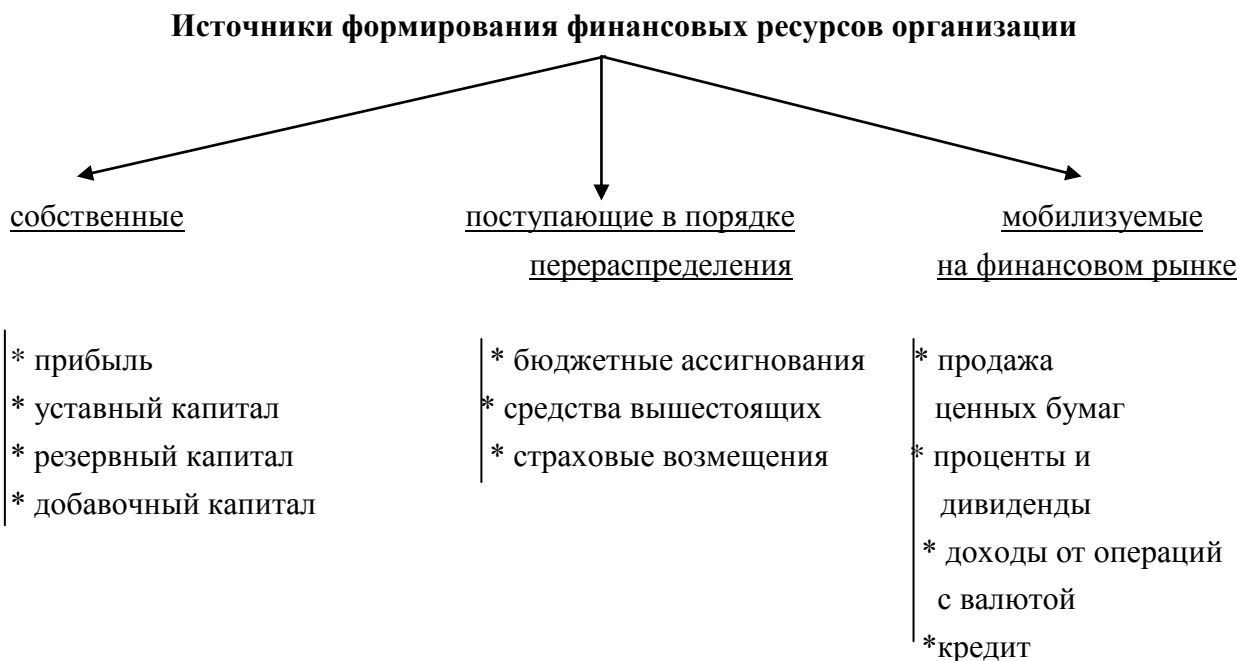 Источники формирования финансовых ресурсов организации
собственные
* прибыль
* уставный капитал
* резервный капитал
* добавочный капитал
поступающие в порядке
перераспределения
* бюджетные ассигнования
* средства вышестоящих
* страховые возмещения
мобилизуемые
на финансовом рынке
* продажа
ценных бумаг
* проценты и
дивиденды
* доходы от операций
с валютой
*кредит